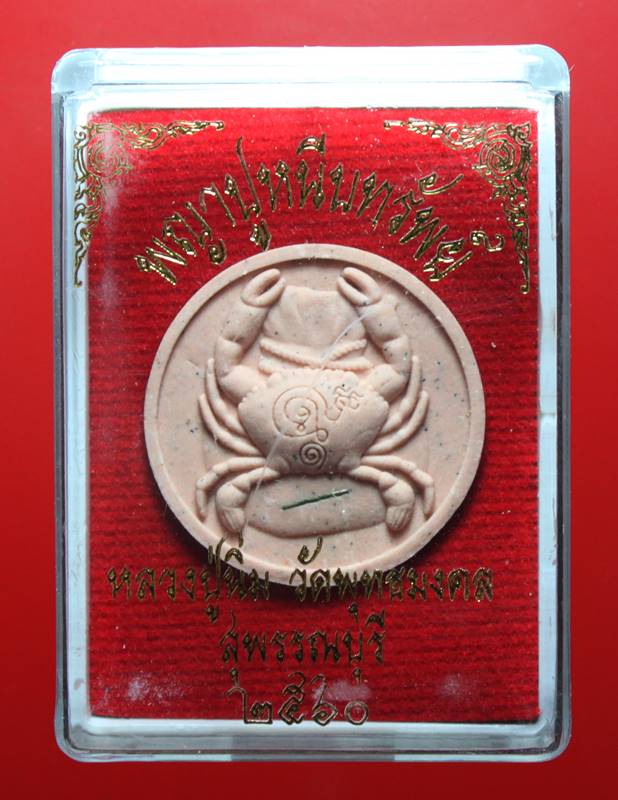 พญาปูหนีบทรัพย์
หลวงปู่นิ่ม วัดพุทธมงคล
สุพรรณบุรี
๒๕๖๐